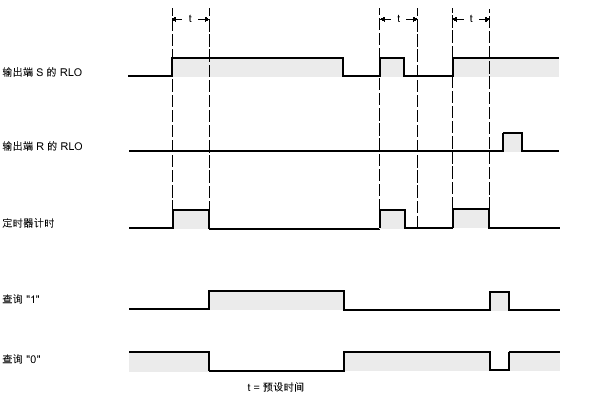 t
t
t
输出端 S 的 RLO
输出端 R 的 RLO
定时器计时
查询 "1"
查询 "0"
t = 预设时间